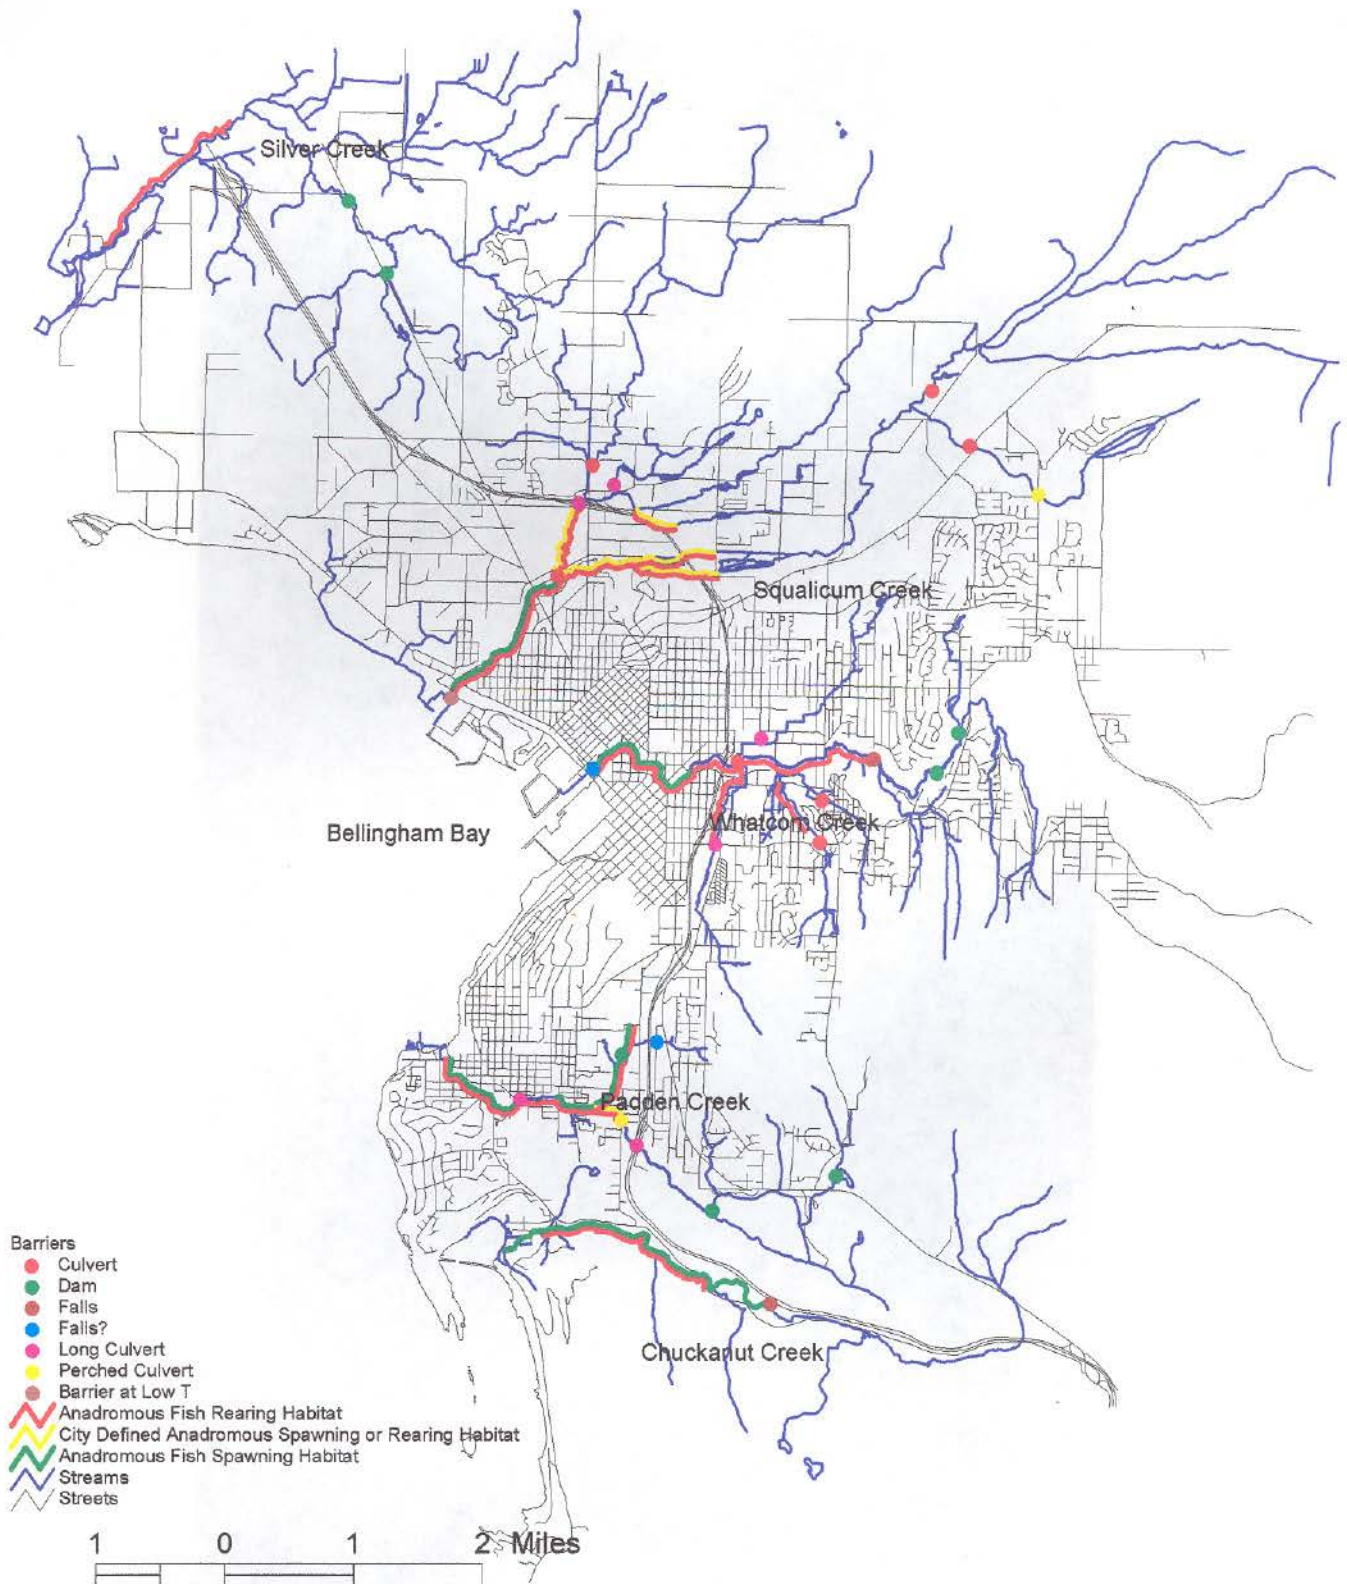 Silver Creek
Squalicum Creek
Whatcom Creek
Bellingham Bay
Padden Creek
Chuckanut Creek
Barriers
Culvert
Dam
Falls
Falls?
Long Culvert
Perched Culvert
Barrier at Low T
Anadromous Fish Rearing Habitat
City Defined Anadromous Spawning or Rearing Habitat
Anadromous Fish Spawning Habitat
Streams
Streets
1 0 1 2 Miles